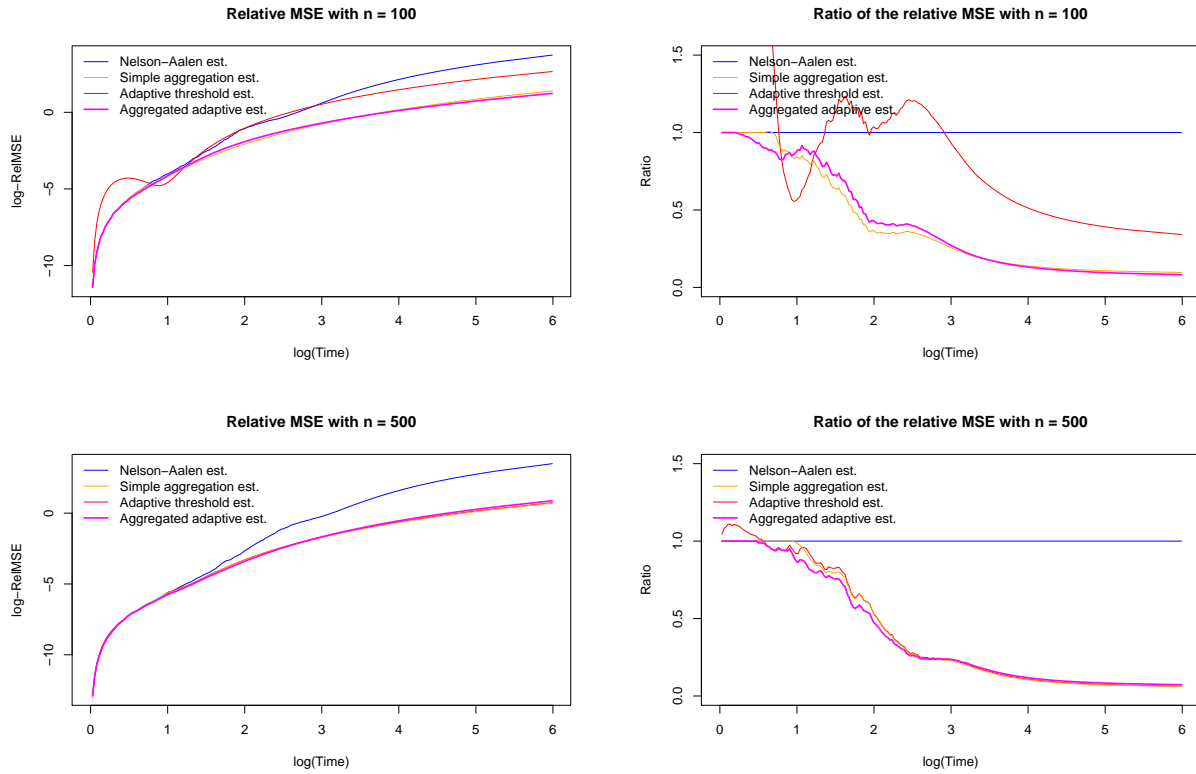 Relative MSE with n = 100
log−RelMSE
0
−5
−10
Nelson−Aalen est.
Simple aggregation est.
Adaptive threshold est.
Aggregated adaptive est.
0 1 2 3 4 5 6
log(Time)
Ratio of the relative MSE with n = 100
Ratio
1.5
1.0
0.5
0.0
Nelson−Aalen est.
Simple aggregation est.
Adaptive threshold est.
Aggregated adaptive est.
0 1 2 3 4 5 6
log(Time)
Relative MSE with n = 500
log−RelMSE
0
−5
−10
Nelson−Aalen est.
Simple aggregation est.
Adaptive threshold est.
Aggregated adaptive est.
0 1 2 3 4 5 6
log(Time)
Ratio of the relative MSE with n = 500
Ratio
1.5
1.0
0.5
0.0
Nelson−Aalen est.
Simple aggregation est.
Adaptive threshold est.
Aggregated adaptive est.
0 1 2 3 4 5 6
log(Time)